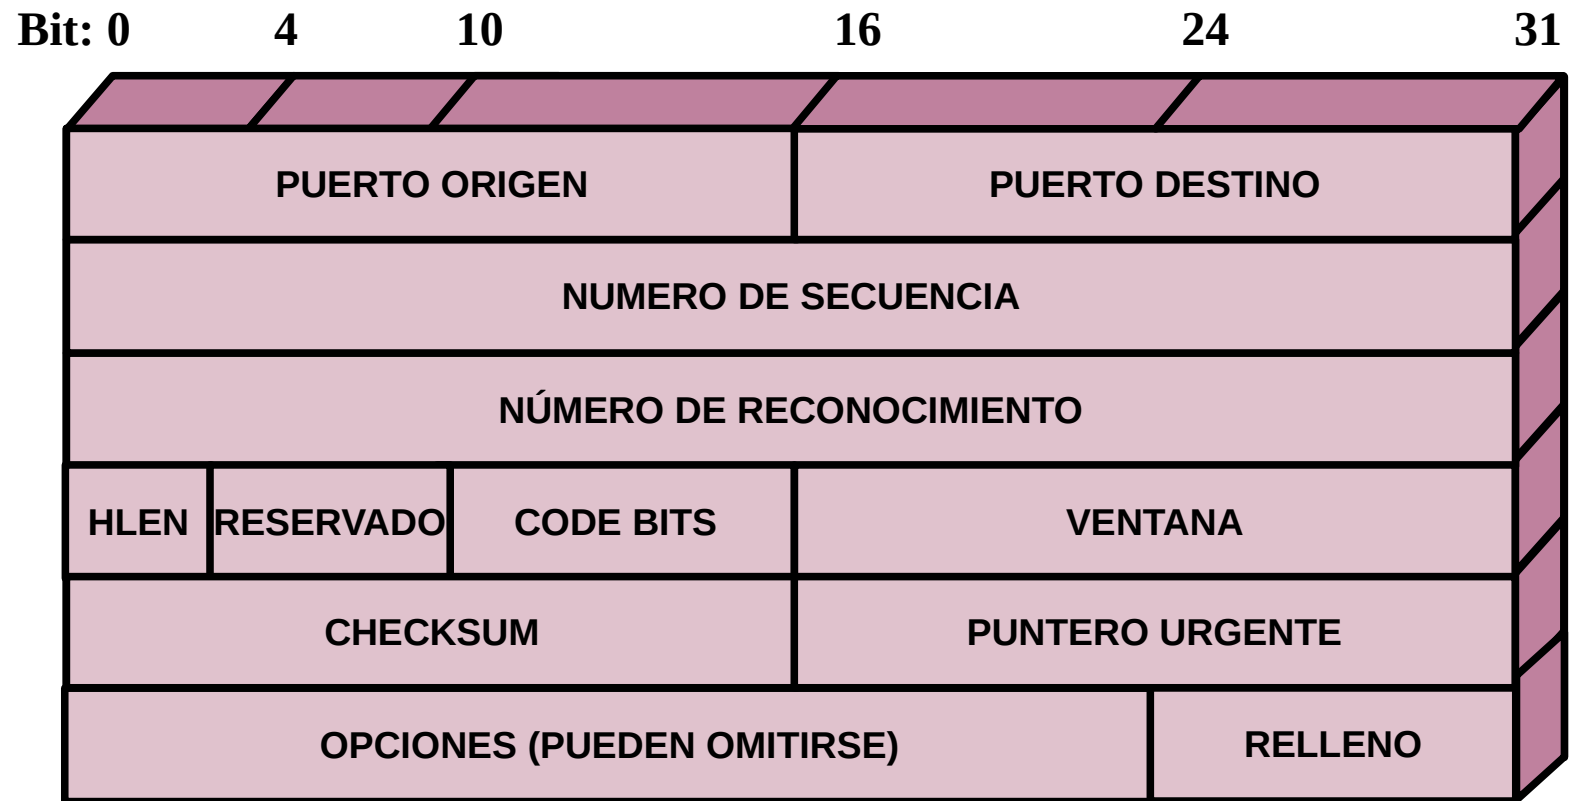 Bit: 0 4 10 16 24 31
PUERTO ORIGEN PUERTO DESTINO
NUMERO DE SECUENCIA
NÚMERO DE RECONOCIMIENTO
HLEN RESERVADO CODE BITS VENTANA
CHECKSUM PUNTERO URGENTE
OPCIONES (PUEDEN OMITIRSE) RELLENO